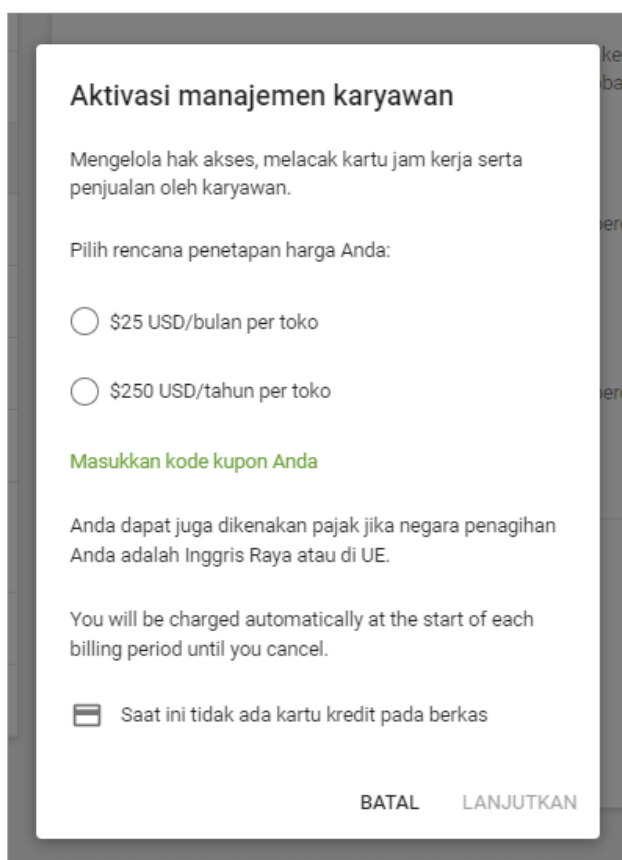 Aktivasi manajemen karyawan
Mengelola hak akses, melacak kartu jam kerja serta
penjualan oleh karyawan.
Pilih rencana penetapan harga Anda:
$25 USD/bulan per toko
$250 USD/tahun per toko
Masukkan kode kupon Anda
Anda dapat juga dikenakan pajak jika negara penagihan
Anda adalah Inggris Raya atau di UE.
You will be charged automatically at the start of each
billing period until you cancel.
Saat ini tidak ada kartu kredit pada berkas
BATAL LANJUTKAN